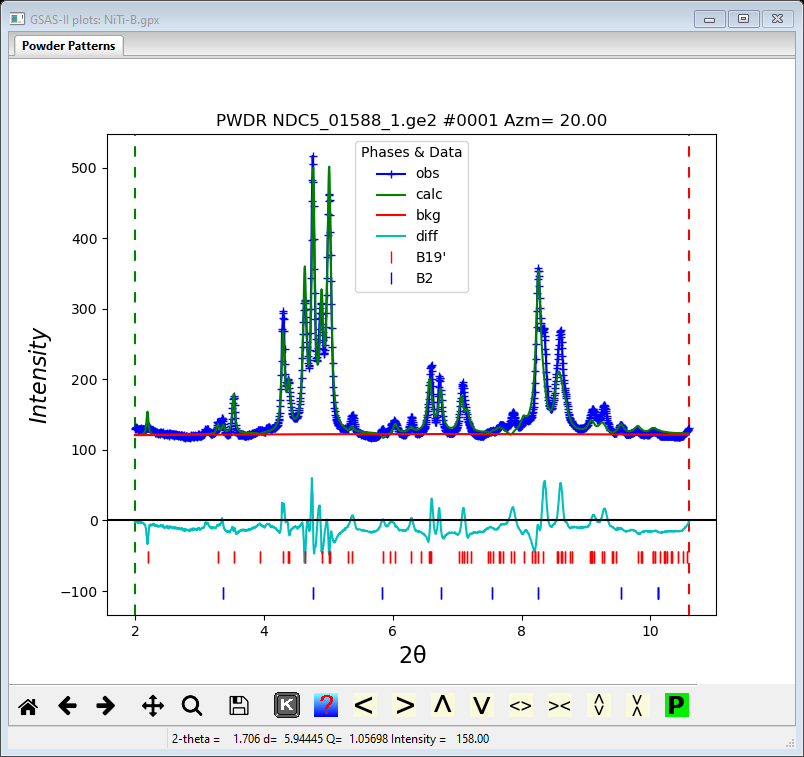 GSAS-II plots: NiTi-B.gpx
Powder Patterns
PWDR NDC5_01588_1.ge2 #0001 Azm= 20.00
Phases & Data
obs
calc
bkg
diff
B19'
B2
Intensity
500
400
300
200
100
0
−100
2
4
6
8
10
2θ
K
?
<
>
Λ
V
<>
><
P
2-theta = 1.706 d= 5.94445 Q= 1.05698 Intensity = 158.00